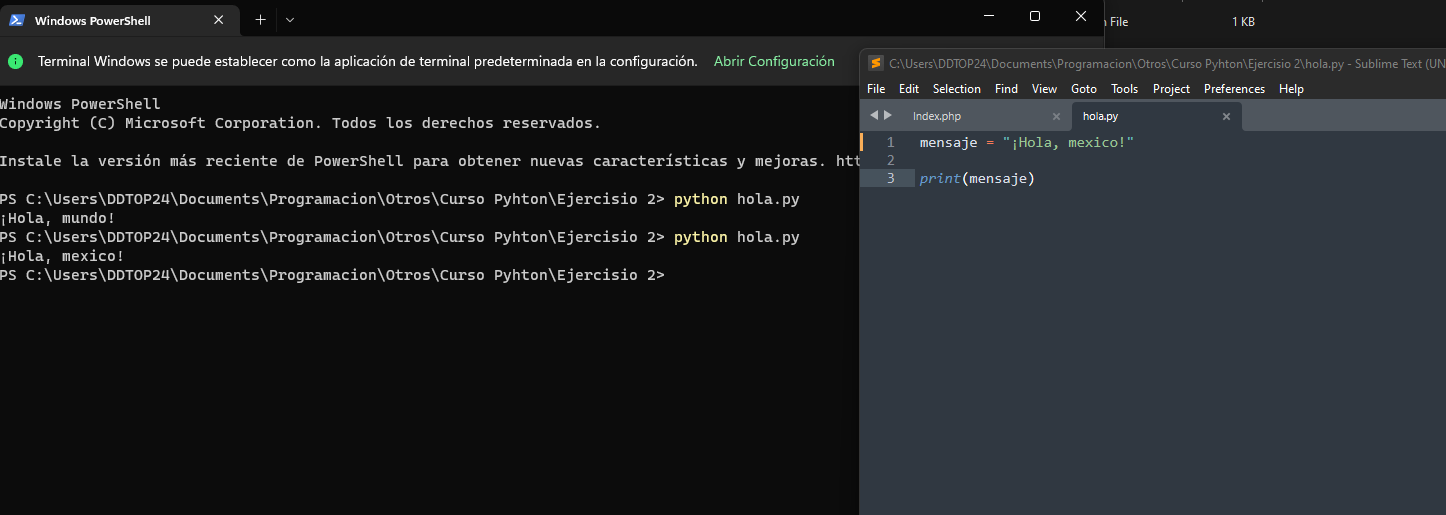 Windows PowerShell
Terminal Windows se puede establecer como la aplicación de terminal predeterminada en la configuración. Abrir Configuración
Windows PowerShell
Copyright (C) Microsoft Corporation. Todos los derechos reservados.
Instale la versión más reciente de PowerShell para obtener nuevas características y mejoras.
PS C:\Users\DDTOP24\Documents\Programacion\Otros\Curso Pyhton\Ejercisio 2> python hola.py
¡Hola, mundo!
PS C:\Users\DDTOP24\Documents\Programacion\Otros\Curso Pyhton\Ejercisio 2> python hola.py
¡Hola, mexico!
PS C:\Users\DDTOP24\Documents\Programacion\Otros\Curso Pyhton\Ejercisio 2>
File 1 KB
C:\Users\DDTOP24\Documents\Programacion\Otros\Curso Pyhton\Ejercisio 2\hola.py - Sublime Text (UN
File Edit Selection Find View Goto Tools Project Preferences Help
Index.php hola.py
1 mensaje = "¡Hola, mexico!"
2
3 print(mensaje)